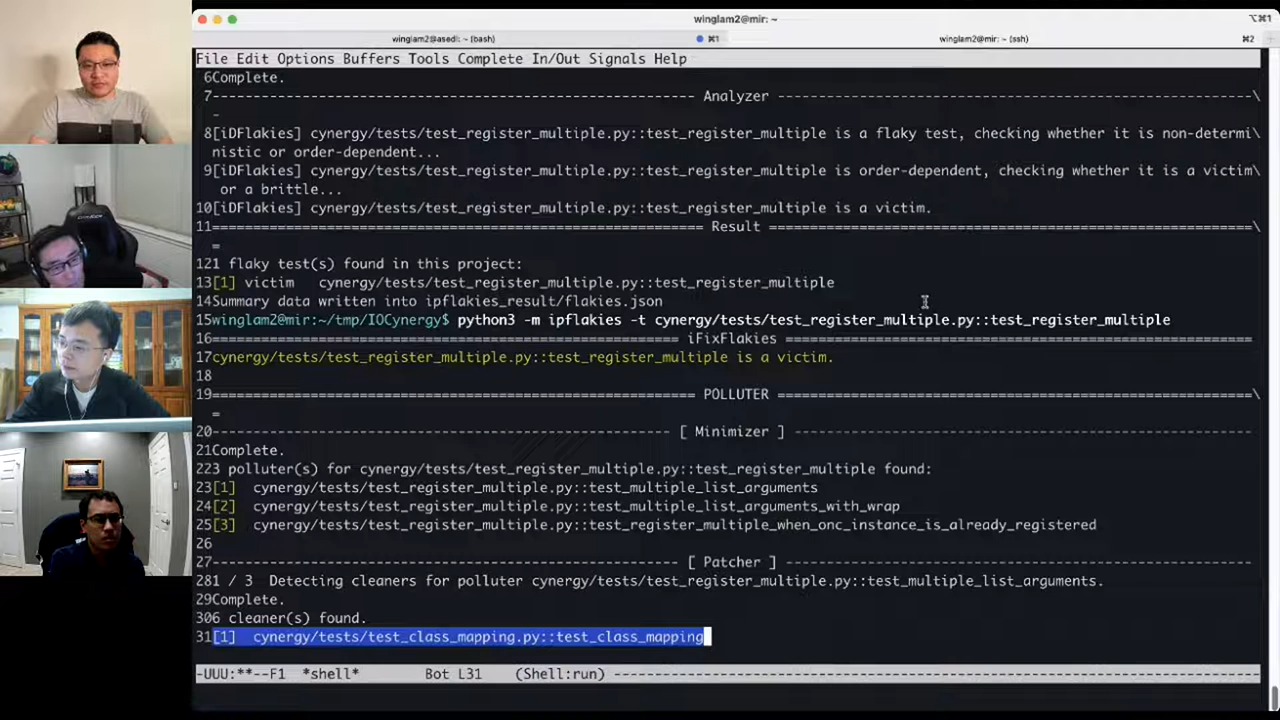 winglam2@mir: ~
⌥⌘1
winglam2@asedl: ~ (bash)
⌘1
winglam2@mir: ~ (ssh)
⌘2
File Edit Options Buffers Tools Complete In/Out Signals Help
6Complete.
7---------------------------------------------------- Analyzer ----------------------------------------------------\
-
8[iDFlakies] cynergy/tests/test_register_multiple.py::test_register_multiple is a flaky test, checking whether it is non-determi\
nistic or order-dependent...
9[iDFlakies] cynergy/tests/test_register_multiple.py::test_register_multiple is order-dependent, checking whether it is a victim\
or a brittle...
10[iDFlakies] cynergy/tests/test_register_multiple.py::test_register_multiple is a victim.
11==================================================== Result ====================================================\
=
121 flaky test(s) found in this project:
13[1] victim   cynergy/tests/test_register_multiple.py::test_register_multiple
14Summary data written into ipflakies_result/flakies.json
15winglam2@mir:~/tmp/IOCynergy$ python3 -m ipflakies -t cynergy/tests/test_register_multiple.py::test_register_multiple
16================================================== iFixFlakies ==================================================
17cynergy/tests/test_register_multiple.py::test_register_multiple is a victim.
18
19==================================================== POLLUTER ====================================================\
=
20-------------------------------------------------- [ Minimizer ] --------------------------------------------------
21Complete.
223 polluter(s) for cynergy/tests/test_register_multiple.py::test_register_multiple found:
23[1]  cynergy/tests/test_register_multiple.py::test_multiple_list_arguments
24[2]  cynergy/tests/test_register_multiple.py::test_multiple_list_arguments_with_wrap
25[3]  cynergy/tests/test_register_multiple.py::test_register_multiple_when_onc_instance_is_already_registered
26
27--------------------------------------------------- [ Patcher ] ---------------------------------------------------
281 / 3  Detecting cleaners for polluter cynergy/tests/test_register_multiple.py::test_multiple_list_arguments.
29Complete.
306 cleaner(s) found.
31[1]  cynergy/tests/test_class_mapping.py::test_class_mapping
-UUU:**--F1  *shell*      Bot L31    (Shell:run) ----------------------------------------------------------------